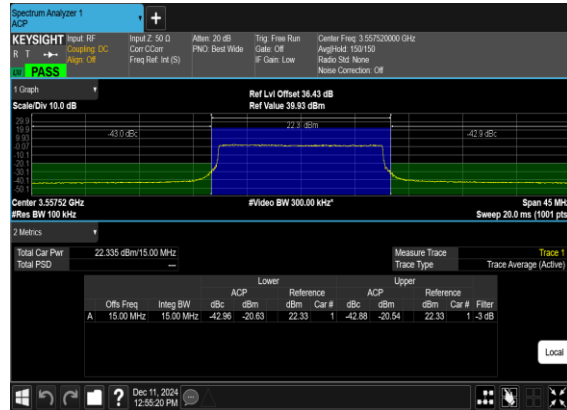 Spectrum Analyzer 1
ACP
+
KEYSIGHT Input: RF Input Z: 50 Ω Atten: 20 dB Trig: Free Run Center Freq: 3.557520000 GHz
R T Coupling: DC Corr CCorr PNO: Best Wide Gate: Off Avg|Hold: 150/150
Align: Off Freq Ref: Int (S) IF Gain: Low Radio Std: None
LW PASS Noise Correction: Off
1 Graph Ref Lvl Offset 36.43 dB
Scale/Div 10.0 dB Ref Value 39.93 dBm
29.9 22.3 dBm
19.9 -43.0 dBc -42.9 dBc
9.93
-0.07
-10.1
-20.1
-30.1
-40.1
-50.1
Center 3.55752 GHz #Video BW 300.00 kHz* Span 45 MHz
#Res BW 100 kHz Sweep 20.0 ms (1001 pts)
2 Metrics
Total Car Pwr 22.335 dBm/15.00 MHz Measure Trace Trace 1
Total PSD --- Trace Type Trace Average (Active)
Lower Upper
ACP Reference ACP Reference
Offs Freq Integ BW dBc dBm dBm Car # dBc dBm dBm Car # Filter
A 15.00 MHz 15.00 MHz -42.96 -20.63 22.33 1 -42.88 -20.54 22.33 1 -3 dB
Local
? Dec 11, 2024
12:55:20 PM